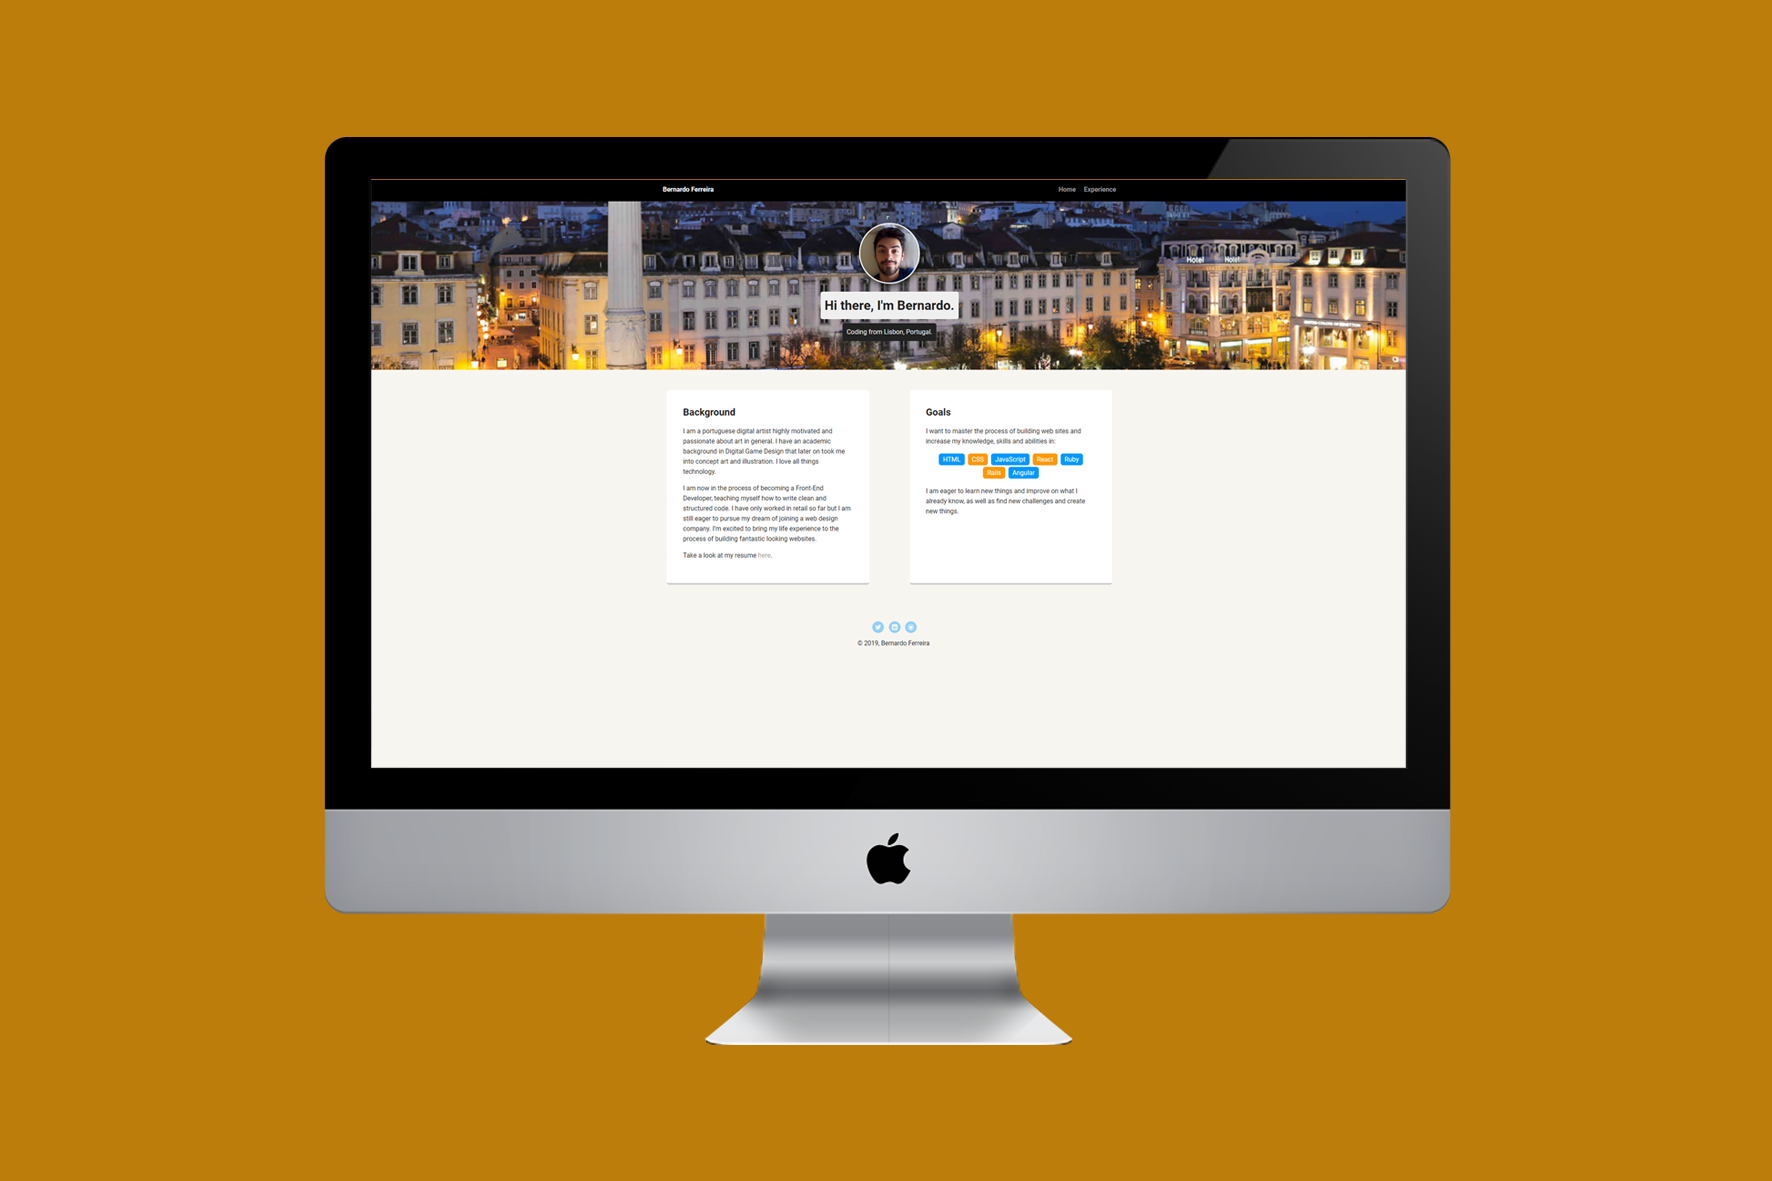 Bernardo Ferreira
Home Experience
Hotel Hotel
Hi there, I'm Bernardo.
Coding from Lisbon, Portugal.
Background
I am a portuguese digital artist highly motivated and
passionate about art in general. I have an academic
background in Digital Game Design that later on took me
into concept art and illustration. I love all things
technology.
I am now in the process of becoming a Front-End
Developer, teaching myself how to write clean and
structured code. I have only worked in retail so far but I am
still eager to pursue my dream of joining a web design
company. I'm excited to bring my life experience to the
process of building fantastic looking websites.
Take a look at my resume here.
Goals
I want to master the process of building web sites and
increase my knowledge, skills and abilities in:
HTML CSS JavaScript React Ruby
Rails Angular
I am eager to learn new things and improve on what I
already know, as well as find new challenges and create
new things.
© 2019, Bernardo Ferreira